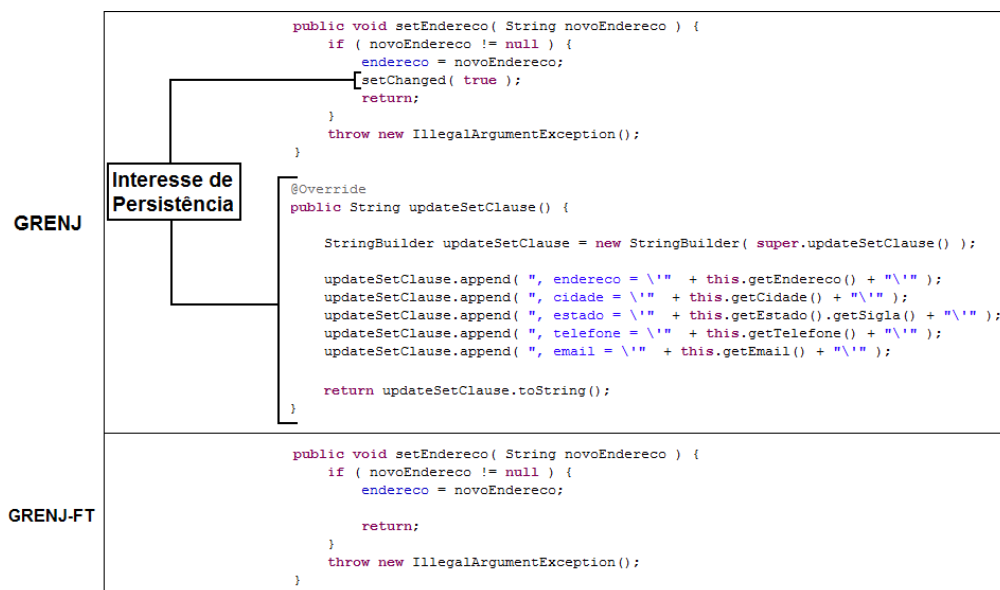 public void setEndereco( String novoEndereco ) {
if ( novoEndereco != null ) {
endereco = novoEndereco;
setChanged( true );
return;
}
throw new IllegalArgumentException();
}
Interesse de
Persistência
GRENJ
@Override
public String updateSetClause() {
StringBuilder updateSetClause = new StringBuilder( super.updateSetClause() );
updateSetClause.append( ", endereco = \'"  + this.getEndereco() + "\'" );
updateSetClause.append( ", cidade = \'"  + this.getCidade() + "\'" );
updateSetClause.append( ", estado = \'"  + this.getEstado().getSigla() + "\'" );
updateSetClause.append( ", telefone = \'"  + this.getTelefone() + "\'" );
updateSetClause.append( ", email = \'"  + this.getEmail() + "\'" );
return updateSetClause.toString();
}
GRENJ-FT
public void setEndereco( String novoEndereco ) {
if ( novoEndereco != null ) {
endereco = novoEndereco;
return;
}
throw new IllegalArgumentException();
}